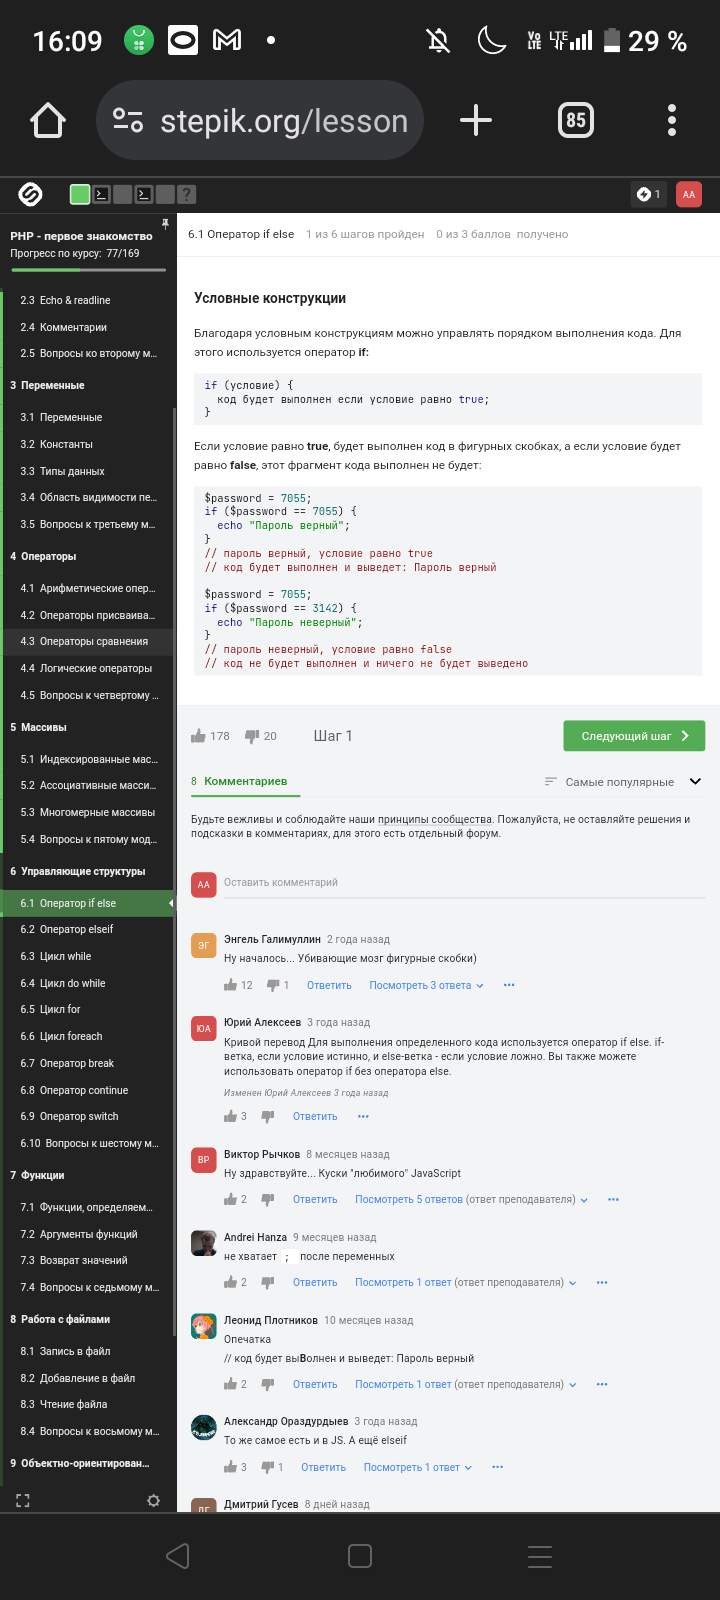 16:09
Vo LTE
LTE
29 %
stepik.org/lesson
85
?
1
AA
PHP - первое знакомство
Прогресс по курсу: 77/169
2.3 Echo & readline
2.4 Комментарии
2.5 Вопросы ко второму м...
3 Переменные
3.1 Переменные
3.2 Константы
3.3 Типы данных
3.4 Область видимости пе...
3.5 Вопросы к третьему м...
4 Операторы
4.1 Арифметические опер...
4.2 Операторы присваива...
4.3 Операторы сравнения
4.4 Логические операторы
4.5 Вопросы к четвертому ...
5 Массивы
5.1 Индексированные мас...
5.2 Ассоциативные масси...
5.3 Многомерные массивы
5.4 Вопросы к пятому мод...
6 Управляющие структуры
6.1 Оператор if else
6.2 Оператор elseif
6.3 Цикл while
6.4 Цикл do while
6.5 Цикл for
6.6 Цикл foreach
6.7 Оператор break
6.8 Оператор continue
6.9 Оператор switch
6.10 Вопросы к шестому м...
7 Функции
7.1 Функции, определяем...
7.2 Аргументы функций
7.3 Возврат значений
7.4 Вопросы к седьмому м...
8 Работа с файлами
8.1 Запись в файл
8.2 Добавление в файл
8.3 Чтение файла
8.4 Вопросы к восьмому м...
9 Объектно-ориентирован...
6.1 Оператор if else 1 из 6 шагов пройден 0 из 3 баллов получено
Условные конструкции
Благодаря условным конструкциям можно управлять порядком выполнения кода. Для
этого используется оператор if:
if (условие) {
код будет выполнен если условие равно true;
}
Если условие равно true, будет выполнен код в фигурных скобках, а если условие будет
равно false, этот фрагмент кода выполнен не будет:
$password = 7055;
if ($password == 7055) {
echo "Пароль верный";
}
// пароль верный, условие равно true
// код будет выполнен и выведет: Пароль верный
$password = 7055;
if ($password == 3142) {
echo "Пароль неверный";
}
// пароль неверный, условие равно false
// код не будет выполнен и ничего не будет выведено
178 20 Шаг 1 Следующий шаг
8 Комментариев Самые популярные
Будьте вежливы и соблюдайте наши принципы сообщества. Пожалуйста, не оставляйте решения и
подсказки в комментариях, для этого есть отдельный форум.
AA Оставить комментарий
ЭГ Энгель Галимуллин 2 года назад
Ну началось... Убивающие мозг фигурные скобки)
12 1 Ответить Посмотреть 3 ответа ...
ЮА Юрий Алексеев 3 года назад
Кривой перевод Для выполнения определенного кода используется оператор if else. if-
ветка, если условие истинно, и else-ветка - если условие ложно. Вы также можете
использовать оператор if без оператора else.
Изменен Юрий Алексеев 3 года назад
3 Ответить ...
ВР Виктор Рычков 8 месяцев назад
Ну здравствуйте... Куски "любимого" JavaScript
2 Ответить Посмотреть 5 ответов (ответ преподавателя) ...
Andrei Hanza 9 месяцев назад
не хватает ; после переменных
2 Ответить Посмотреть 1 ответ (ответ преподавателя) ...
Леонид Плотников 10 месяцев назад
Опечатка
// код будет выВолнен и выведет: Пароль верный
2 Ответить Посмотреть 1 ответ (ответ преподавателя) ...
Александр Ораздурдыев 3 года назад
То же самое есть и в JS. А ещё elseif
3 1 Ответить Посмотреть 1 ответ ...
ДГ Дмитрий Гусев 8 дней назад